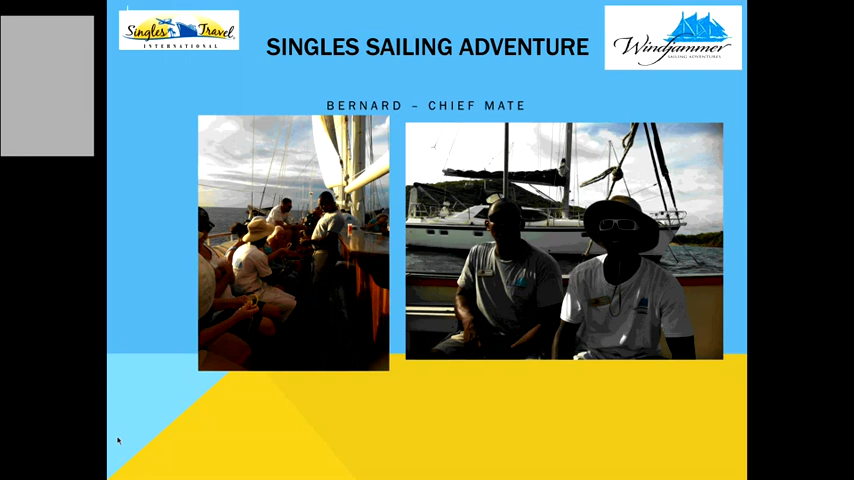 Singles Travel
INTERNATIONAL
SINGLES SAILING ADVENTURE
Windjammer
SAILING ADVENTURES
BERNARD – CHIEF MATE